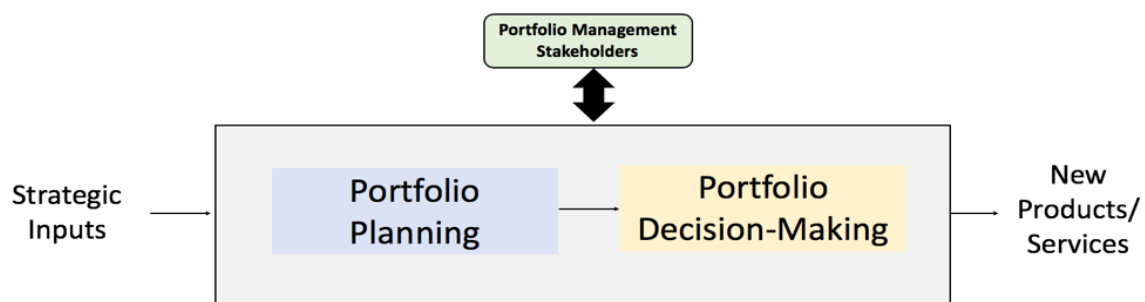 Portfolio Management
Stakeholders
Strategic
Inputs
Portfolio
Planning
Portfolio
Decision-Making
New
Products/
Services